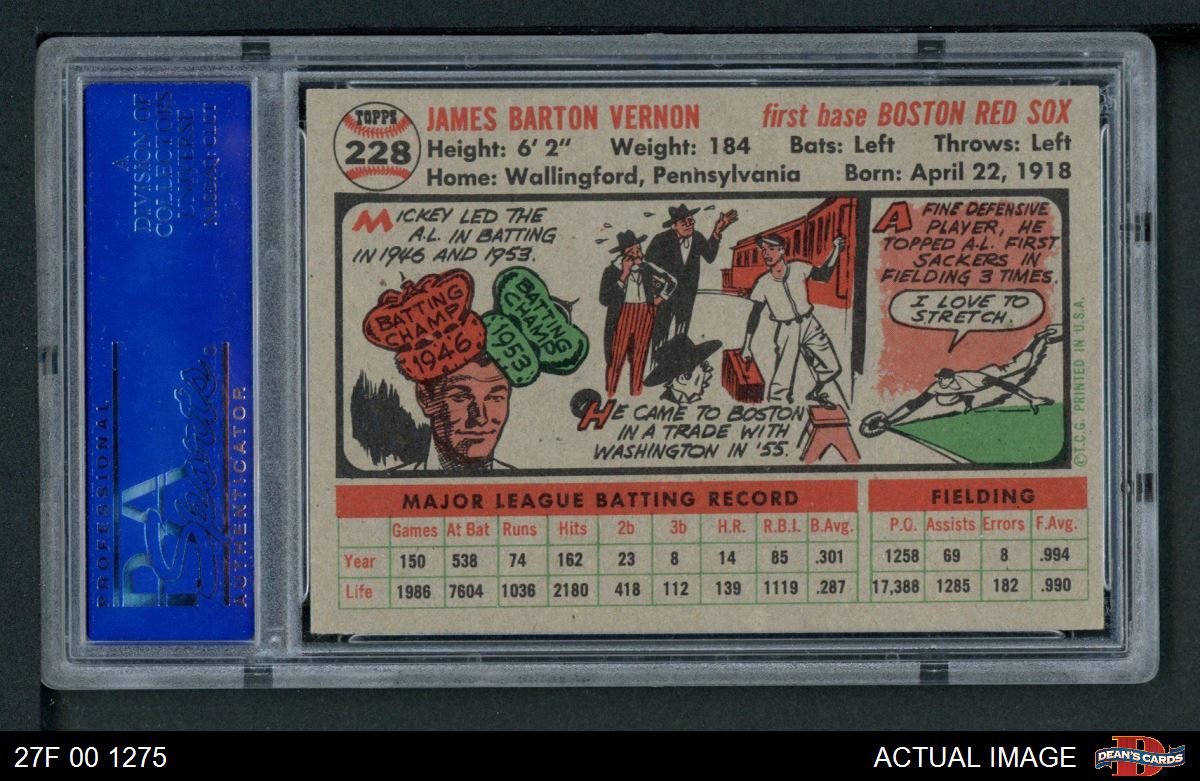 A
DIVISION OF
COLLECTORS
UNIVERSE
NASDAQ: CLCT
PROFESSIONAL
PSA
Sports
AUTHENTICATOR
TOPPS
228
JAMES BARTON VERNON first base BOSTON RED SOX
Height: 6' 2" Weight: 184 Bats: Left Throws: Left
Home: Wallingford, Pennsylvania Born: April 22, 1918
MICKEY LED THE
A.L. IN BATTING
IN 1946 AND 1953.
BATTING
CHAMP
1946
BATTING
CHAMP
1953
HE CAME TO BOSTON
IN A TRADE WITH
WASHINGTON IN '55.
A FINE DEFENSIVE
PLAYER, HE
TOPPED A.L. FIRST
SACKERS IN
FIELDING 3 TIMES.
I LOVE TO
STRETCH.
©T.C.G. PRINTED IN U.S.A.
MAJOR LEAGUE BATTING RECORD FIELDING
Games At Bat Runs Hits 2b 3b H.R. R.B.I. B.Avg. P.O. Assists Errors F.Avg.
Year 150 538 74 162 23 8 14 85 .301 1258 69 8 .994
Life 1986 7604 1036 2180 418 112 139 1119 .287 17,388 1285 182 .990
27F 00 1275
ACTUAL IMAGE
D
DEAN'S CARDS